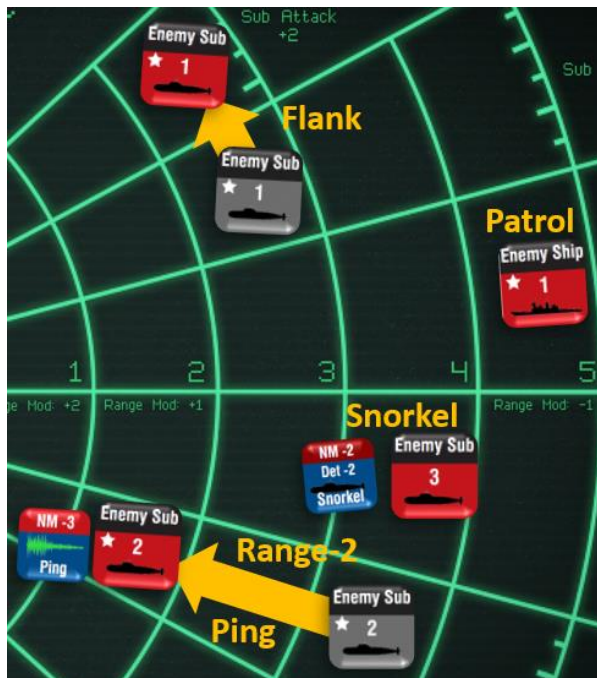 Sub Attack
+2
Enemy Sub
1
Sub
Flank
Enemy Sub
1
Patrol
Enemy Ship
1
1
2
3
4
5
ge Mod: +2
Range Mod: +1
Range Mod: -1
Snorkel
NM -2
Det -2
Snorkel
Enemy Sub
3
NM -3
Ping
Enemy Sub
2
Range-2
Ping
Enemy Sub
2